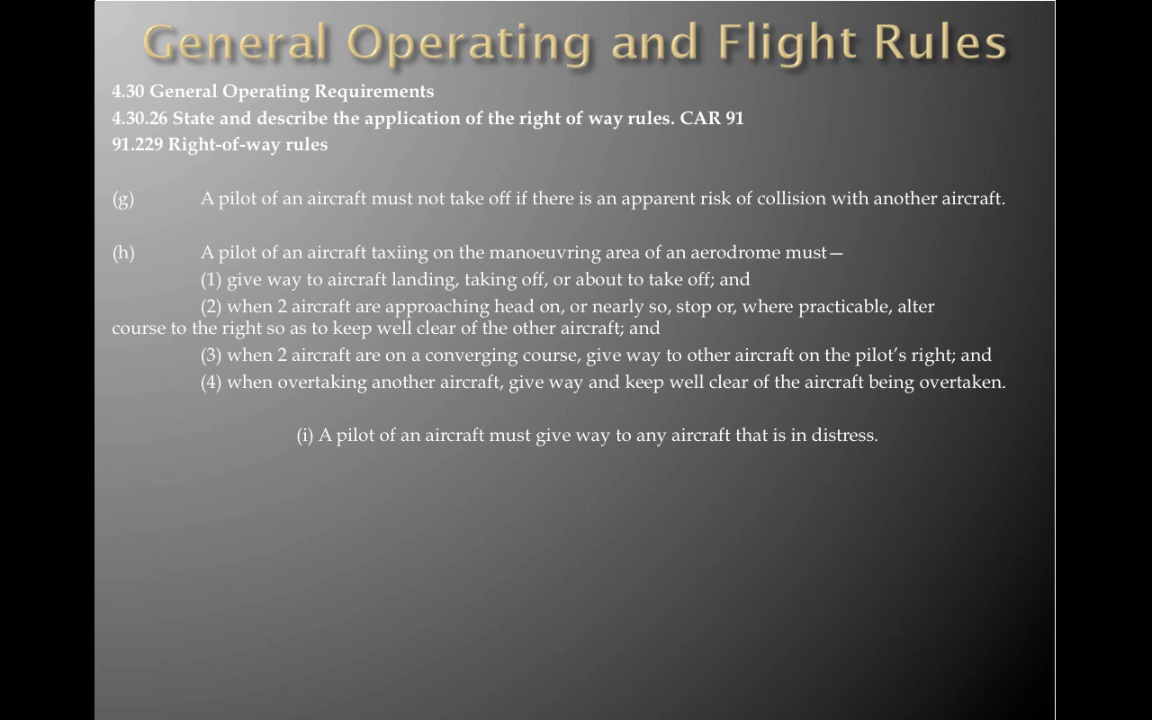 General Operating and Flight Rules
4.30 General Operating Requirements
4.30.26 State and describe the application of the right of way rules. CAR 91
91.229 Right-of-way rules
(g) A pilot of an aircraft must not take off if there is an apparent risk of collision with another aircraft.
(h) A pilot of an aircraft taxiing on the manoeuvring area of an aerodrome must—
(1) give way to aircraft landing, taking off, or about to take off; and
(2) when 2 aircraft are approaching head on, or nearly so, stop or, where practicable, alter
course to the right so as to keep well clear of the other aircraft; and
(3) when 2 aircraft are on a converging course, give way to other aircraft on the pilot’s right; and
(4) when overtaking another aircraft, give way and keep well clear of the aircraft being overtaken.
(i) A pilot of an aircraft must give way to any aircraft that is in distress.